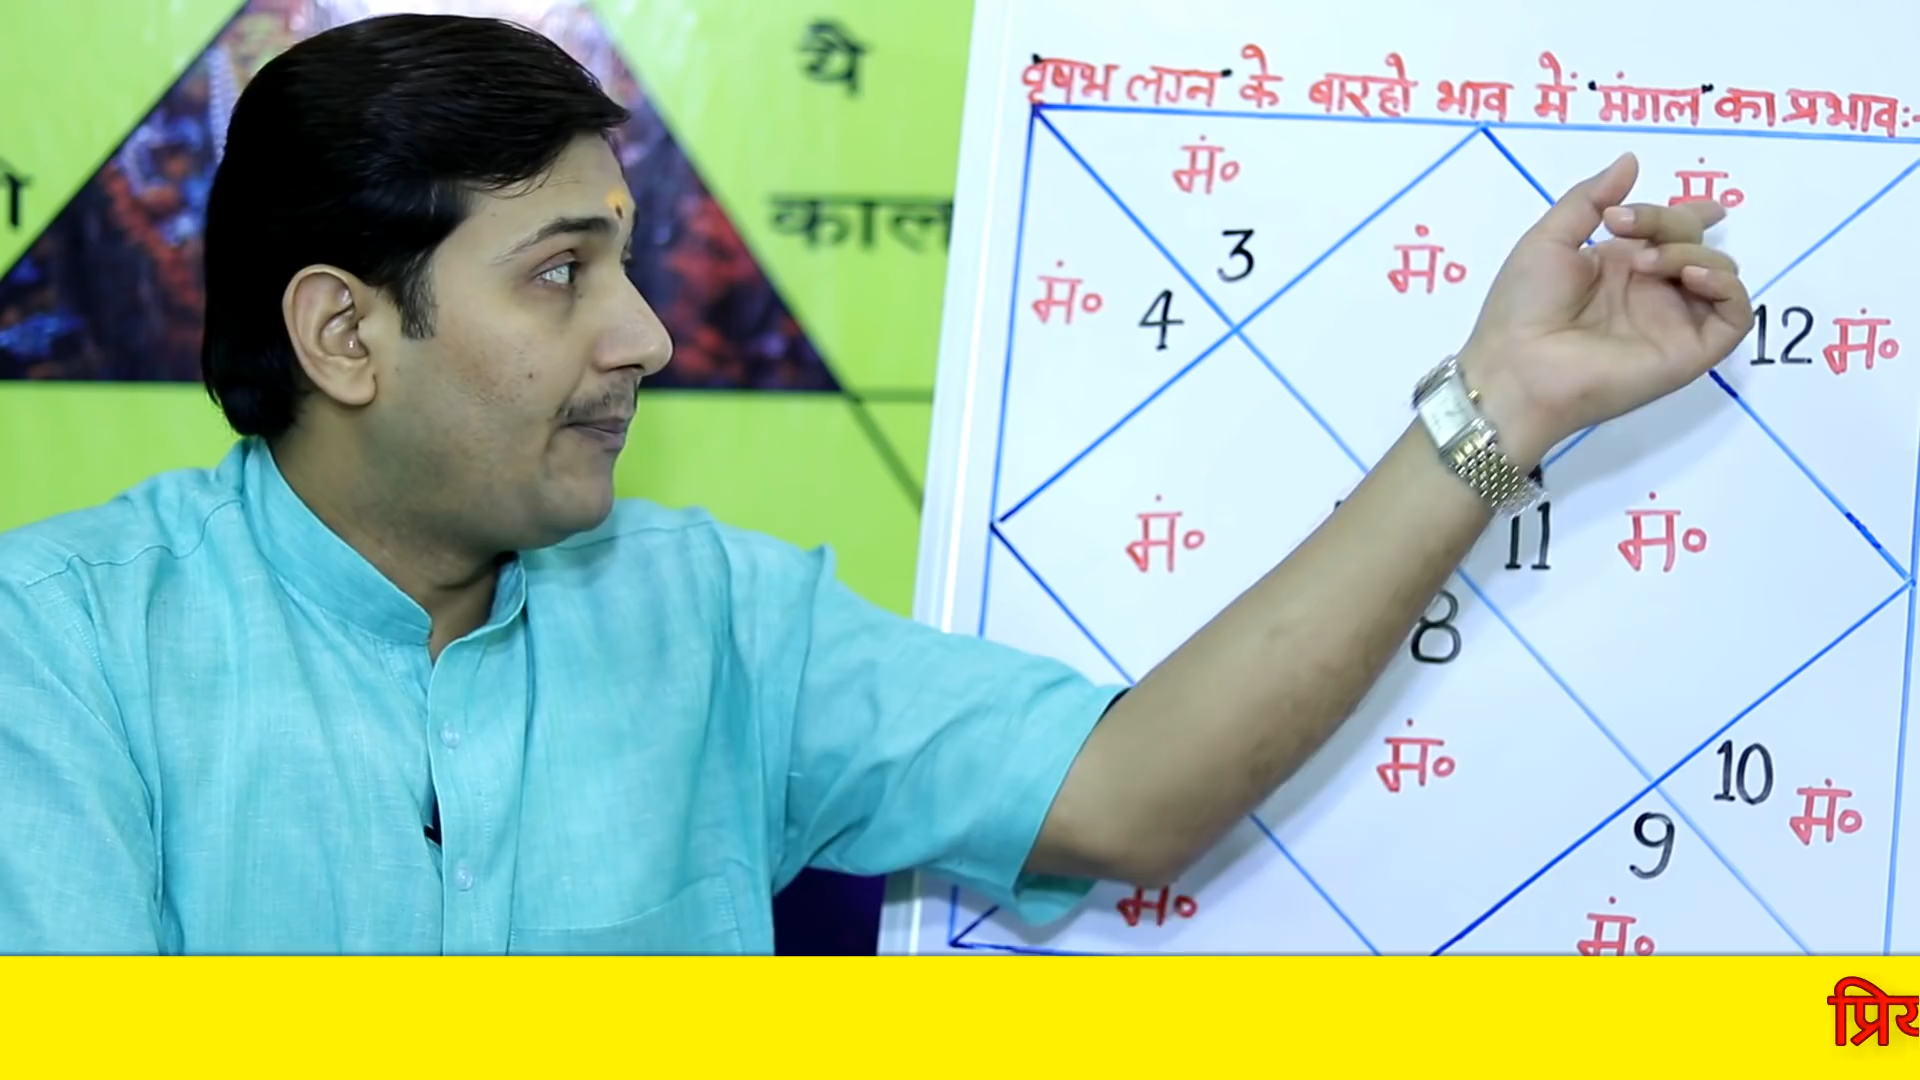 यै
काल
वृषभ लग्न के बारहो भाव में "मंगल" का प्रभाव:-
मं॰
मं॰
3
मं॰
मं॰
4
12 मं॰
मं॰
11
मं॰
8
मं॰
10
मं॰
9
मं॰
मं॰